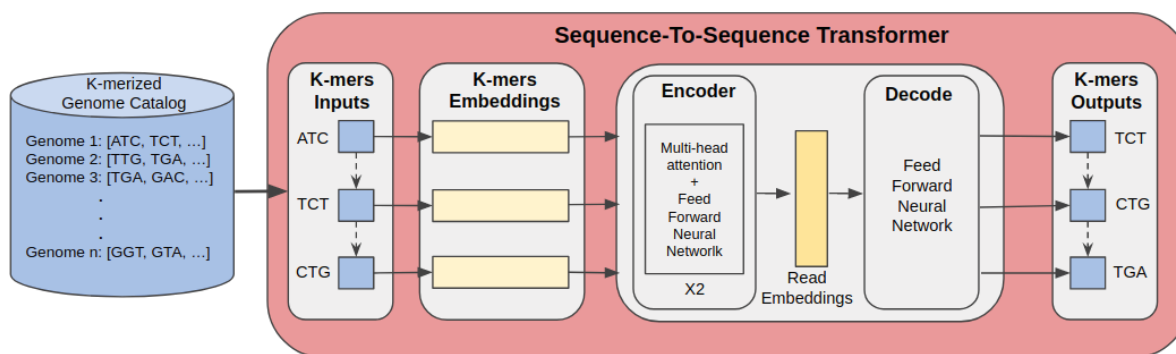 Sequence-To-Sequence Transformer
K-merized
Genome Catalog
Genome 1: [ATC, TCT, ...]
Genome 2: [TTG, TGA, ...]
Genome 3: [TGA, GAC, ...]
.
.
.
Genome n: [GGT, GTA, ...]
K-mers
Inputs
ATC
TCT
CTG
K-mers
Embeddings
Encoder
Multi-head
attention
+
Feed
Forward
Neural
Networlk
X2
Read
Embeddings
Decode
Feed
Forward
Neural
Network
K-mers
Outputs
TCT
CTG
TGA